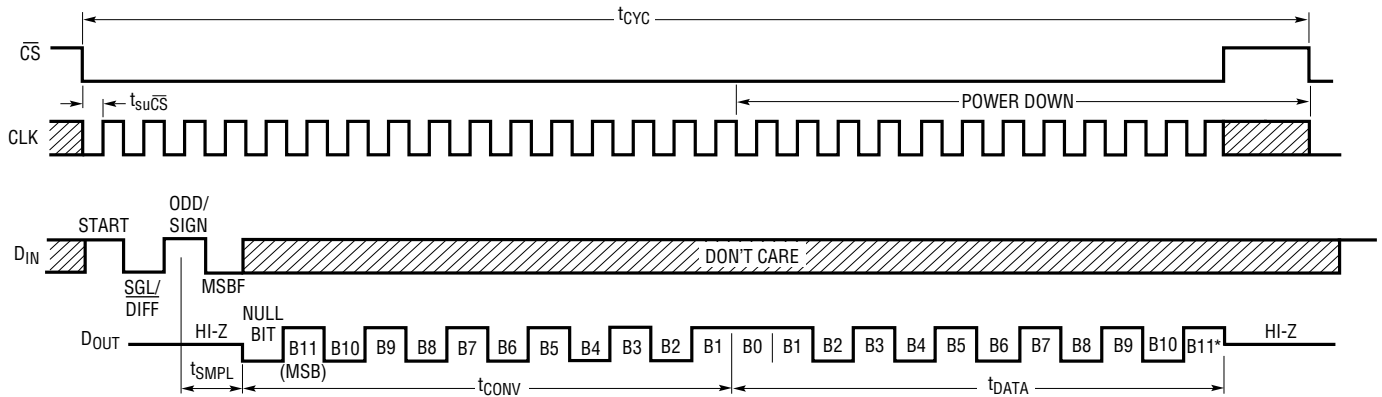 tCYC
CS
tsuCS
POWER DOWN
CLK
START
ODD/
SIGN
DIN
DON'T CARE
SGL/
DIFF
MSBF
NULL
BIT
DOUT
HI-Z
B11
(MSB)
B10 B9 B8 B7 B6 B5 B4 B3 B2 B1 B0 B1 B2 B3 B4 B5 B6 B7 B8 B9 B10 B11*
HI-Z
tSMPL
tCONV
tDATA